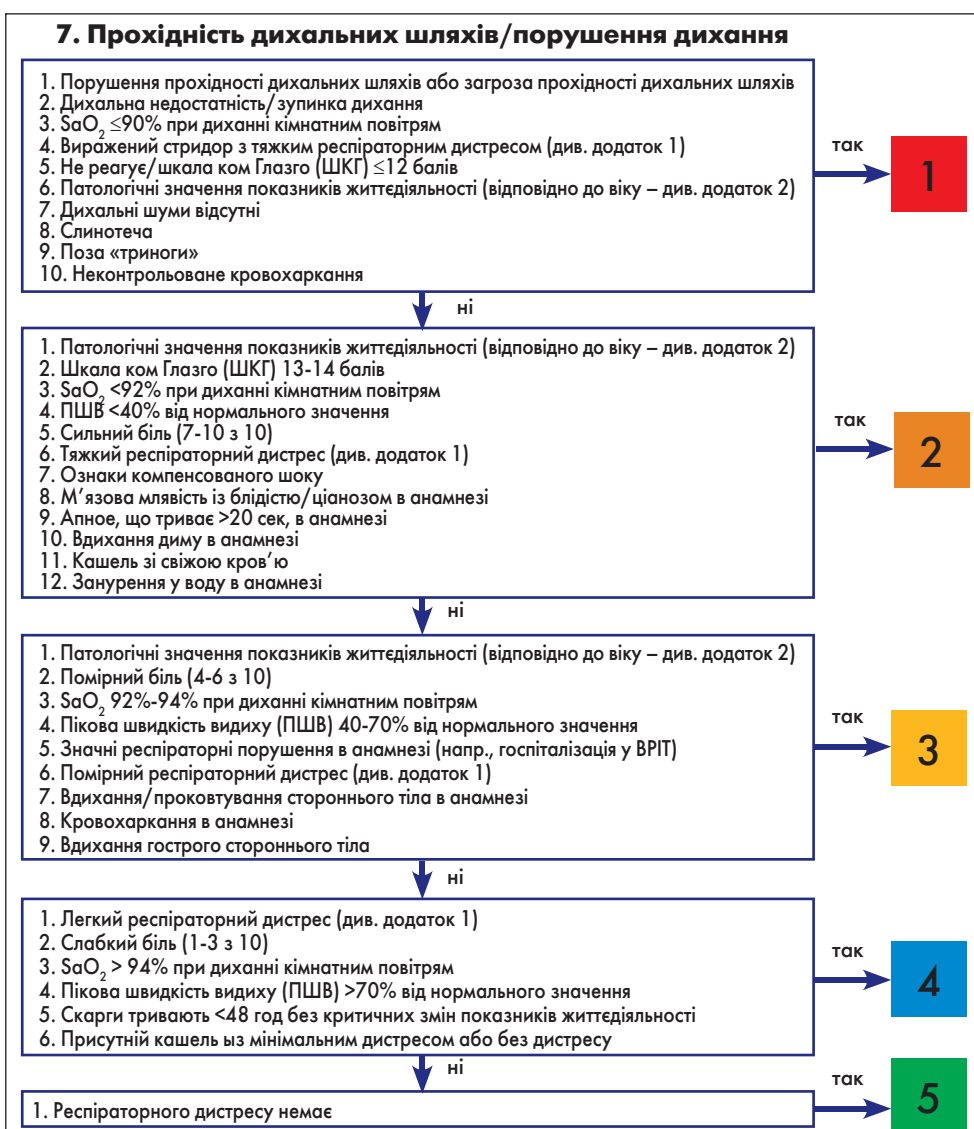 7. Прохідність дихальних шляхів/порушення дихання
1. Порушення прохідності дихальних шляхів або загроза прохідності дихальних шляхів
2. Дихальна недостатність/зупинка дихання
3. SaO₂ ≤90% при диханні кімнатним повітрям
4. Виражений стридор з тяжким респіраторним дистресом (див. додаток 1)
5. Не реагує/шкала ком Глазго (ШКГ) ≤12 балів
6. Патологічні значення показників життєдіяльності (відповідно до віку – див. додаток 2)
7. Дихальні шуми відсутні
8. Слинотеча
9. Поза «триноги»
10. Неконтрольоване кровохаркання
так
1
ні
1. Патологічні значення показників життєдіяльності (відповідно до віку – див. додаток 2)
2. Шкала ком Глазго (ШКГ) 13-14 балів
3. SaO₂ <92% при диханні кімнатним повітрям
4. ПШВ <40% від нормального значення
5. Сильний біль (7-10 з 10)
6. Тяжкий респіраторний дистрес (див. додаток 1)
7. Ознаки компенсованого шоку
8. М’язова млявість із блідістю/ціанозом в анамнезі
9. Апное, що триває >20 сек, в анамнезі
10. Вдихання диму в анамнезі
11. Кашель зі свіжою кров’ю
12. Занурення у воду в анамнезі
так
2
ні
1. Патологічні значення показників життєдіяльності (відповідно до віку – див. додаток 2)
2. Помірний біль (4-6 з 10)
3. SaO₂ 92%-94% при диханні кімнатним повітрям
4. Пікова швидкість видиху (ПШВ) 40-70% від нормального значення
5. Значні респіраторні порушення в анамнезі (напр., госпіталізація у ВРІТ)
6. Помірний респіраторний дистрес (див. додаток 1)
7. Вдихання/проковтування стороннього тіла в анамнезі
8. Кровохаркання в анамнезі
9. Вдихання гострого стороннього тіла
так
3
ні
1. Легкий респіраторний дистрес (див. додаток 1)
2. Слабкий біль (1-3 з 10)
3. SaO₂ > 94% при диханні кімнатним повітрям
4. Пікова швидкість видиху (ПШВ) >70% від нормального значення
5. Скарги тривають <48 год без критичних змін показників життєдіяльності
6. Присутній кашель ыз мінімальним дистресом або без дистресу
так
4
ні
1. Респіраторного дистресу немає
так
5